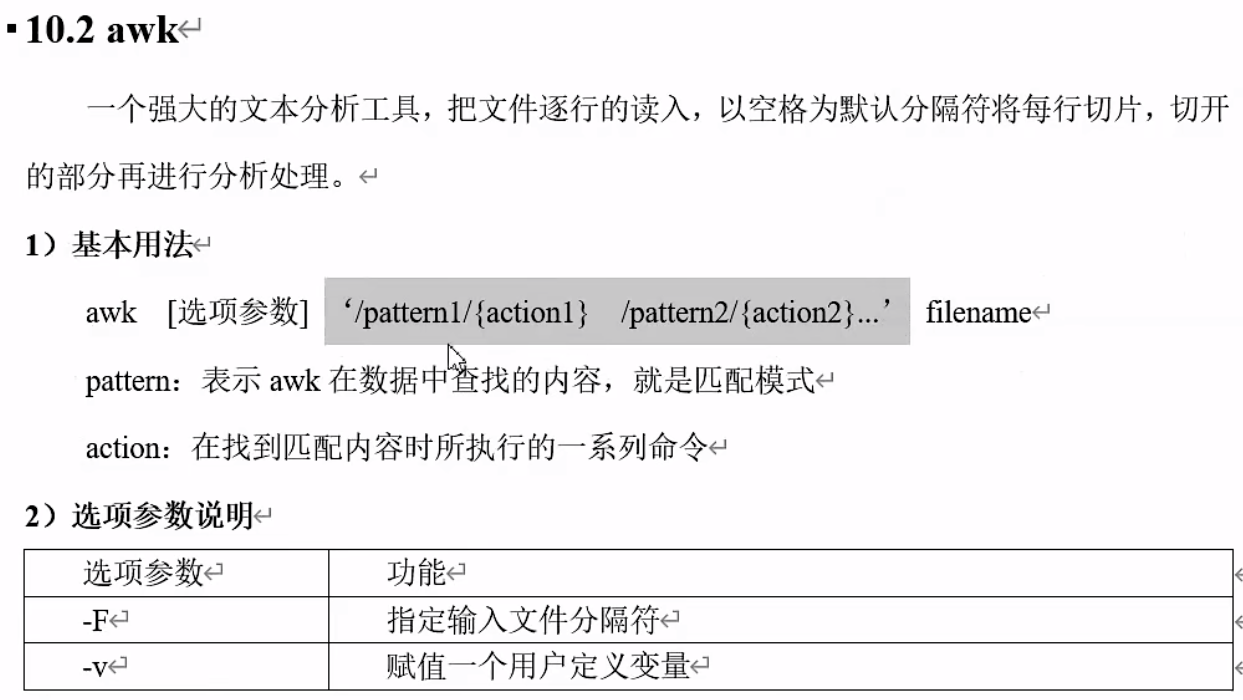 10.2 awk
一个强大的文本分析工具，把文件逐行的读入，以空格为默认分隔符将每行切片，切开
的部分再进行分析处理。
1）基本用法
awk [选项参数] ‘/pattern1/{action1} /pattern2/{action2}...’ filename
pattern：表示 awk 在数据中查找的内容，就是匹配模式
action：在找到匹配内容时所执行的一系列命令
2）选项参数说明
选项参数 功能
-F 指定输入文件分隔符
-v 赋值一个用户定义变量